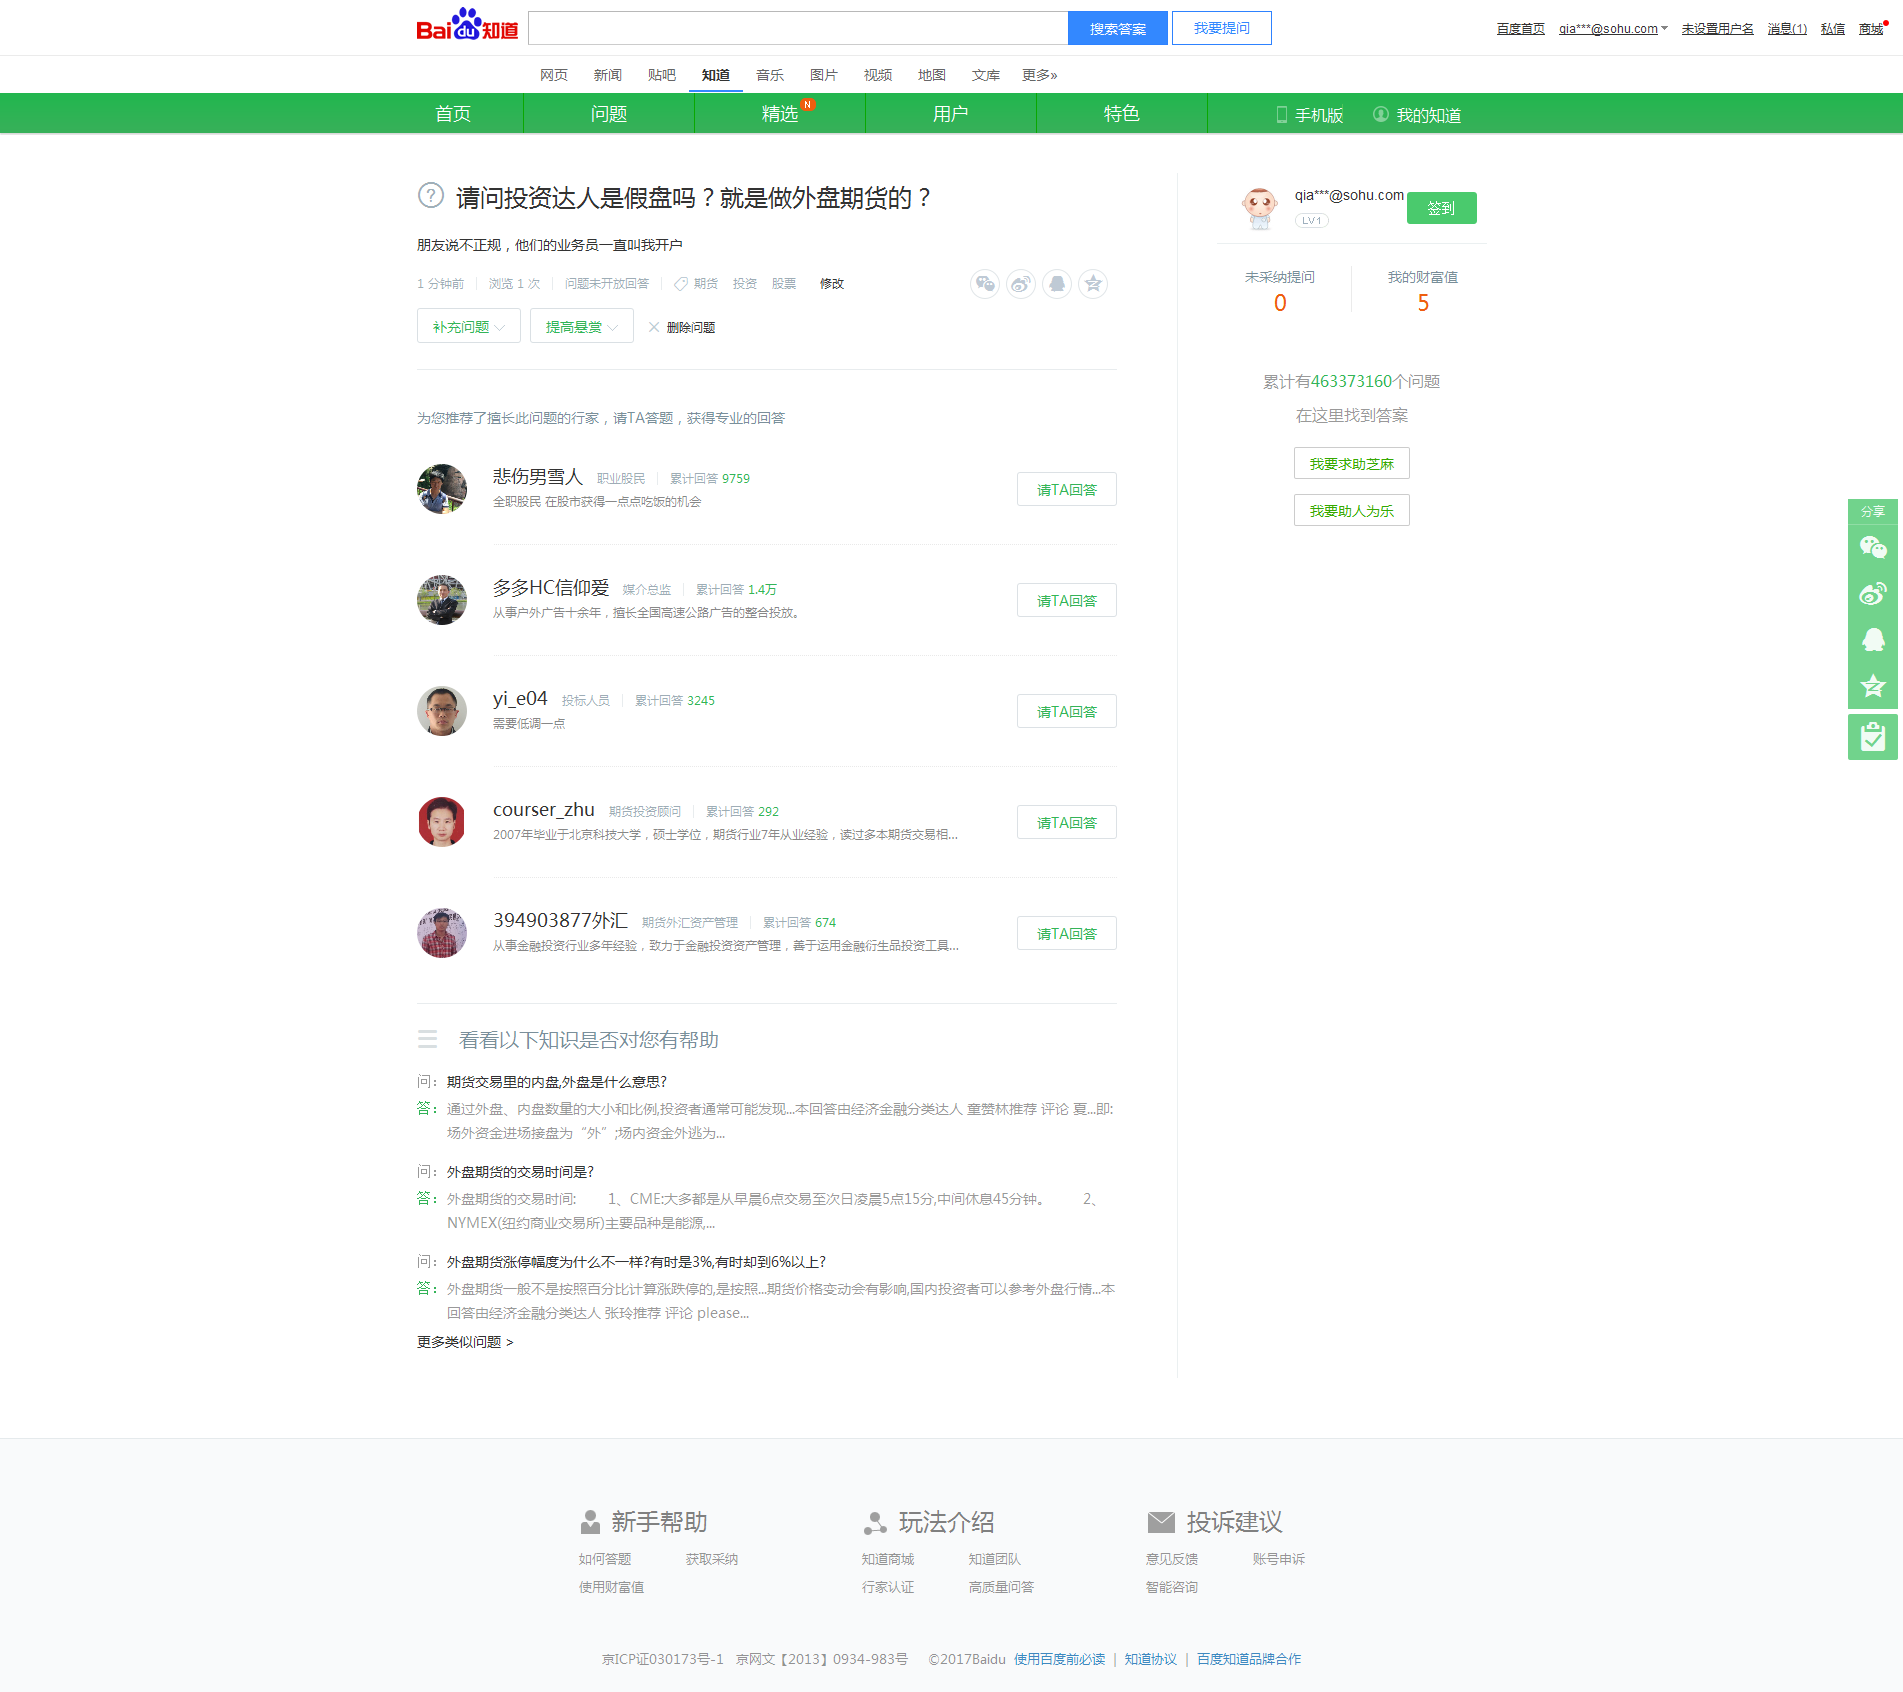 Bai du 知道
搜索答案
我要提问
百度首页 qia***@sohu.com 未设置用户名 消息(1) 私信 商城
网页 新闻 贴吧 知道 音乐 图片 视频 地图 文库 更多»
首页 问题 精选 N 用户 特色 手机版 我的知道
请问投资达人是假盘吗？就是做外盘期货的？
朋友说不正规，他们的业务员一直叫我开户
1 分钟前 浏览 1 次 问题未开放回答 期货 投资 股票 修改
补充问题 提高悬赏 删除问题
qia***@sohu.com
LV1
签到
未采纳提问 我的财富值
0 5
累计有463373160个问题
在这里找到答案
我要求助芝麻
我要助人为乐
为您推荐了擅长此问题的行家，请TA答题，获得专业的回答
悲伤男雪人 职业股民 累计回答 9759
全职股民 在股市获得一点点吃饭的机会
请TA回答
多多HC信仰爱 媒介总监 累计回答 1.4万
从事户外广告十余年，擅长全国高速公路广告的整合投放。
请TA回答
yi_e04 投标人员 累计回答 3245
需要低调一点
请TA回答
courser_zhu 期货投资顾问 累计回答 292
2007年毕业于北京科技大学，硕士学位，期货行业7年从业经验，读过多本期货交易相...
请TA回答
394903877外汇 期货外汇资产管理 累计回答 674
从事金融投资行业多年经验，致力于金融投资资产管理，善于运用金融衍生品投资工具...
请TA回答
分享
看看以下知识是否对您有帮助
问： 期货交易里的内盘,外盘是什么意思?
答： 通过外盘、内盘数量的大小和比例,投资者通常可能发现...本回答由经济金融分类达人 童赞林推荐 评论 夏...即:
场外资金进场接盘为“外”;场内资金外逃为...
问： 外盘期货的交易时间是?
答： 外盘期货的交易时间: 1、CME:大多都是从早晨6点交易至次日凌晨5点15分,中间休息45分钟。 2、
NYMEX(纽约商业交易所)主要品种是能源,...
问： 外盘期货涨停幅度为什么不一样?有时是3%,有时却到6%以上?
答： 外盘期货一般不是按照百分比计算涨跌停的,是按照...期货价格变动会有影响,国内投资者可以参考外盘行情...本
回答由经济金融分类达人 张玲推荐 评论 please...
更多类似问题 >
新手帮助 玩法介绍 投诉建议
如何答题 获取采纳 知道商城 知道团队 意见反馈 账号申诉
使用财富值 行家认证 高质量问答 智能咨询
京ICP证030173号-1 京网文【2013】0934-983号 ©2017Baidu 使用百度前必读 | 知道协议 | 百度知道品牌合作